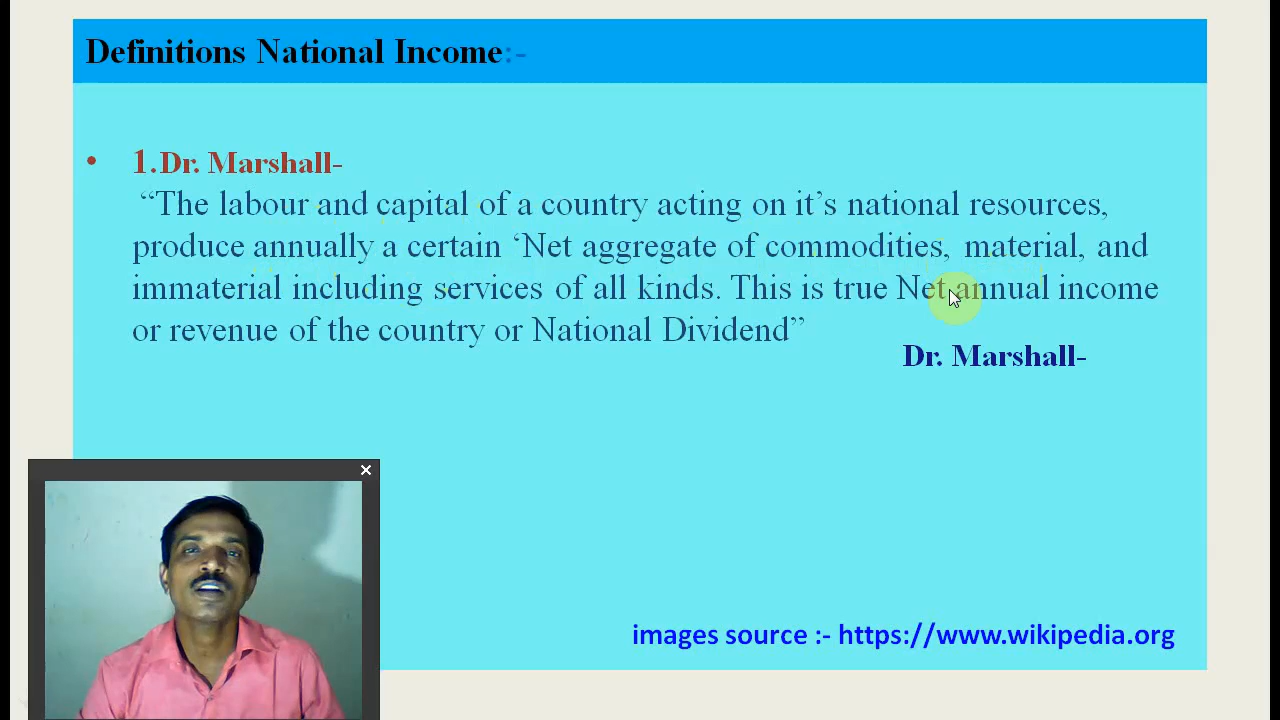 Definitions National Income:-
• 1.Dr. Marshall-
“The labour and capital of a country acting on it’s national resources,
produce annually a certain ‘Net aggregate of commodities, material, and
immaterial including services of all kinds. This is true Net annual income
or revenue of the country or National Dividend”
Dr. Marshall-
images source :- https://www.wikipedia.org